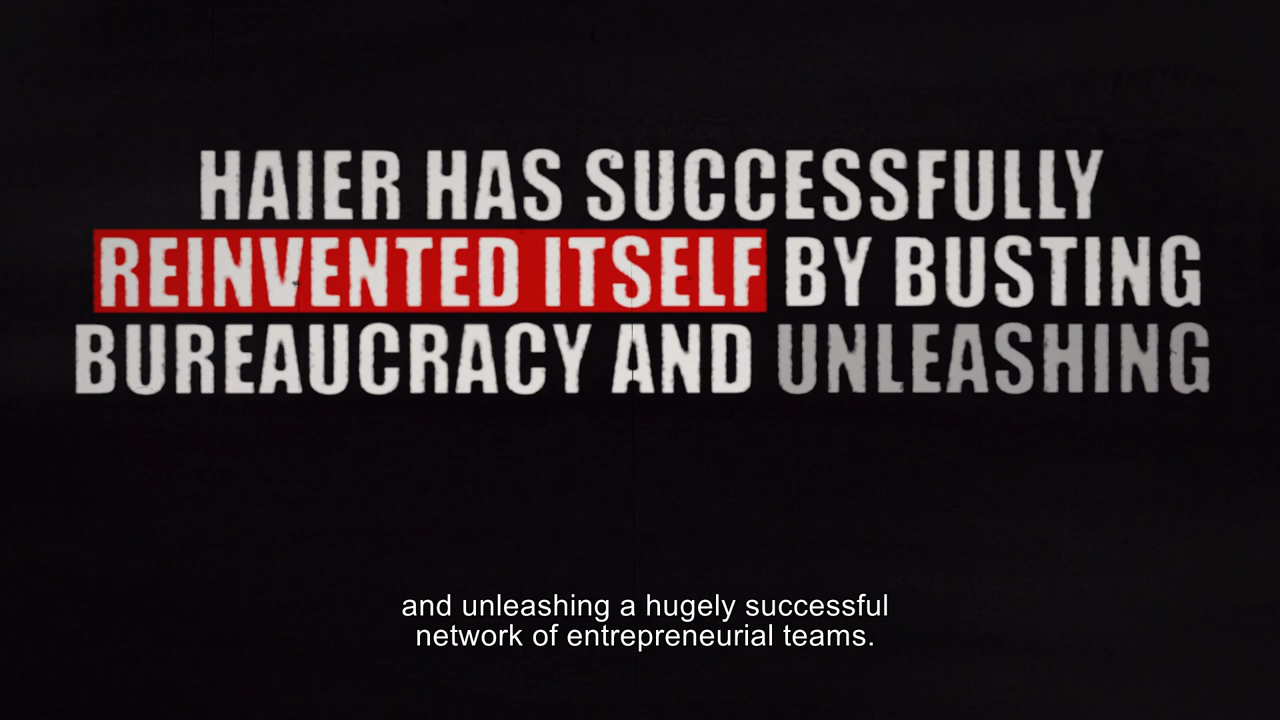 HAIER HAS SUCCESSFULLY
REINVENTED ITSELF BY BUSTING
BUREAUCRACY AND UNLEASHING
and unleashing a hugely successful
network of entrepreneurial teams.